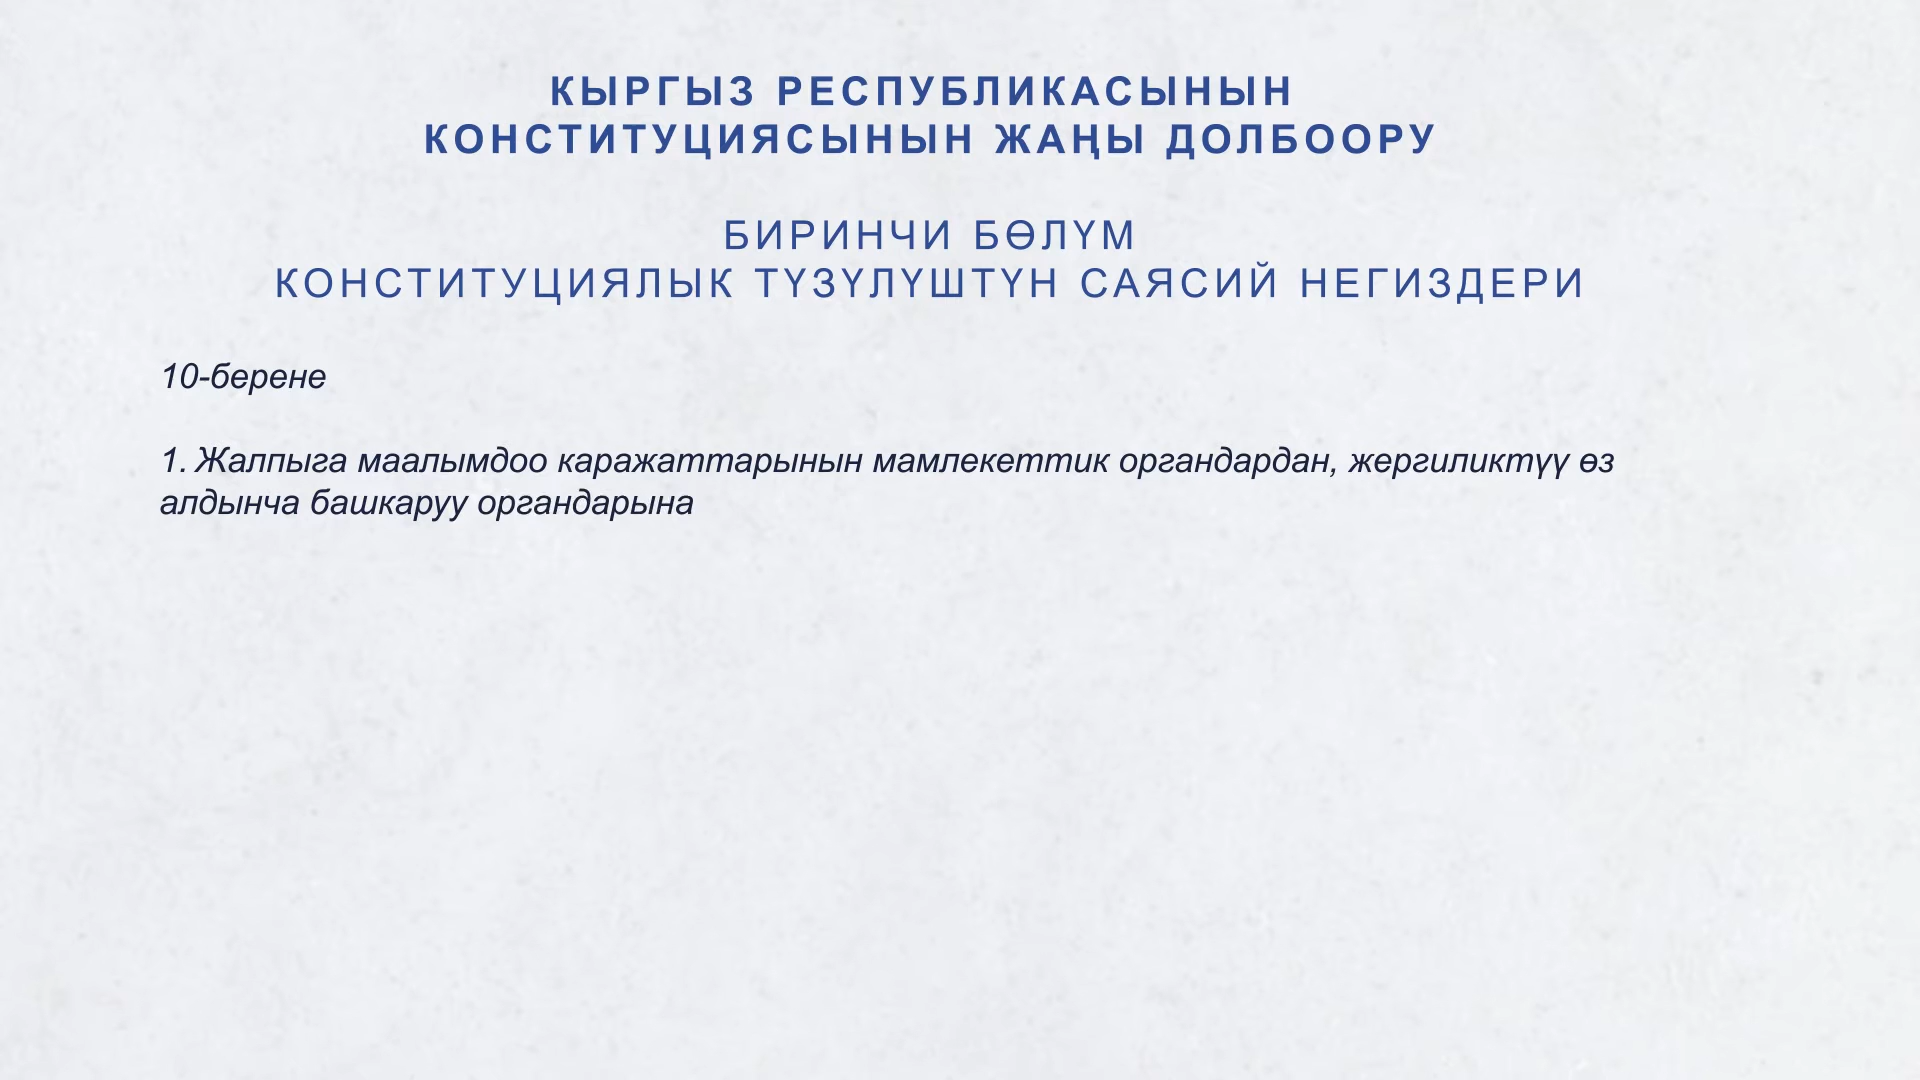 КЫРГЫЗ РЕСПУБЛИКАСЫНЫН
КОНСТИТУЦИЯСЫНЫН ЖАҢЫ ДОЛБООРУ
БИРИНЧИ БӨЛҮМ
КОНСТИТУЦИЯЛЫК ТҮЗҮЛҮШТҮН САЯСИЙ НЕГИЗДЕРИ
10-берене
1. Жалпыга маалымдоо каражаттарынын мамлекеттик органдардан, жергиликтүү өз
алдынча башкаруу органдарына